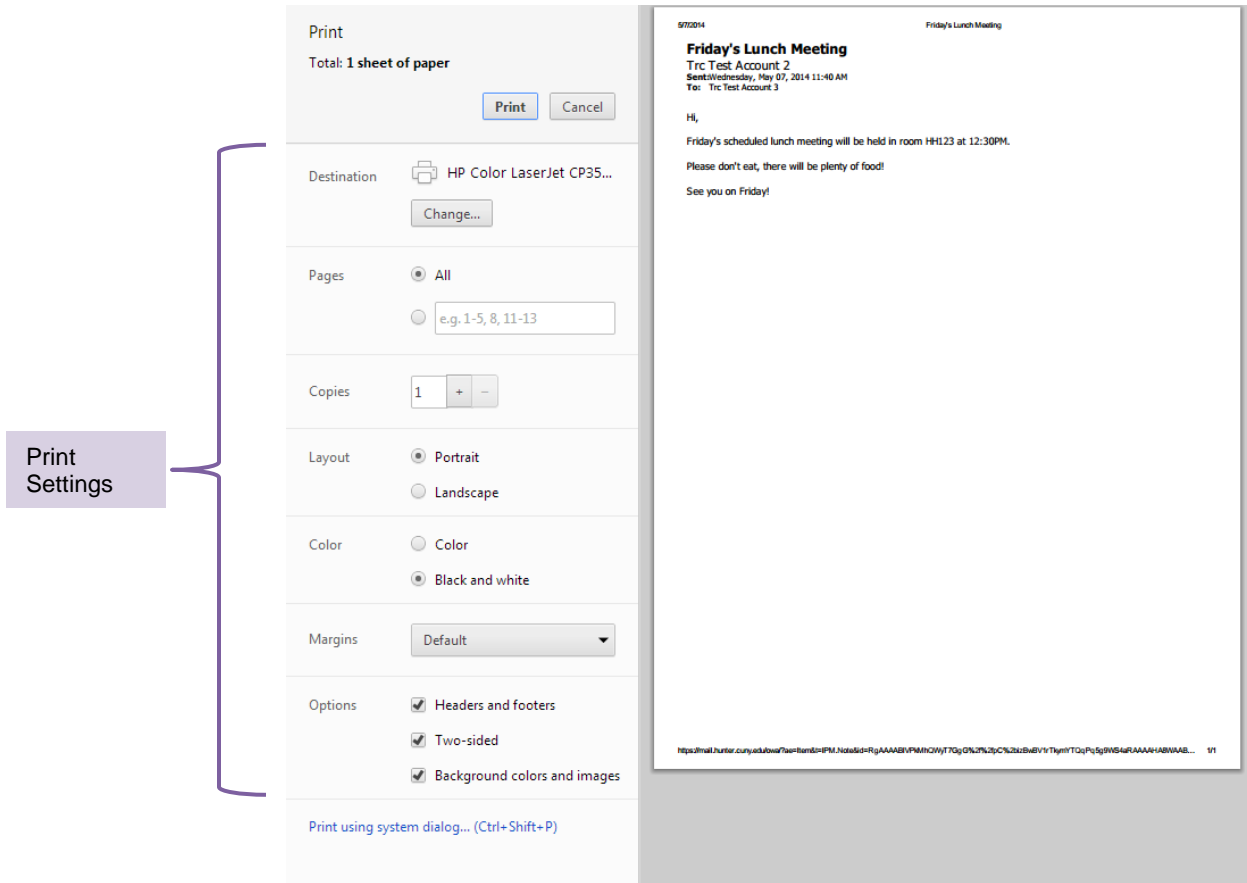 Print
Settings
Print
Total: 1 sheet of paper
Print Cancel
Destination HP Color LaserJet CP35...
Change...
Pages All
e.g. 1-5, 8, 11-13
Copies 1 + −
Layout Portrait
Landscape
Color Color
Black and white
Margins Default
Options Headers and footers
Two-sided
Background colors and images
Print using system dialog... (Ctrl+Shift+P)
5/7/2014 Friday's Lunch Meeting
Friday's Lunch Meeting
Trc Test Account 2
Sent:Wednesday, May 07, 2014 11:40 AM
To: Trc Test Account 3
Hi,
Friday's scheduled lunch meeting will be held in room HH123 at 12:30PM.
Please don't eat, there will be plenty of food!
See you on Friday!
1/1